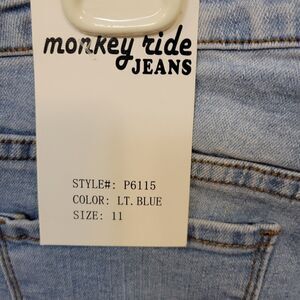 monkey ride
JEANS
STYLE#: P6115
COLOR: LT. BLUE
SIZE: 11